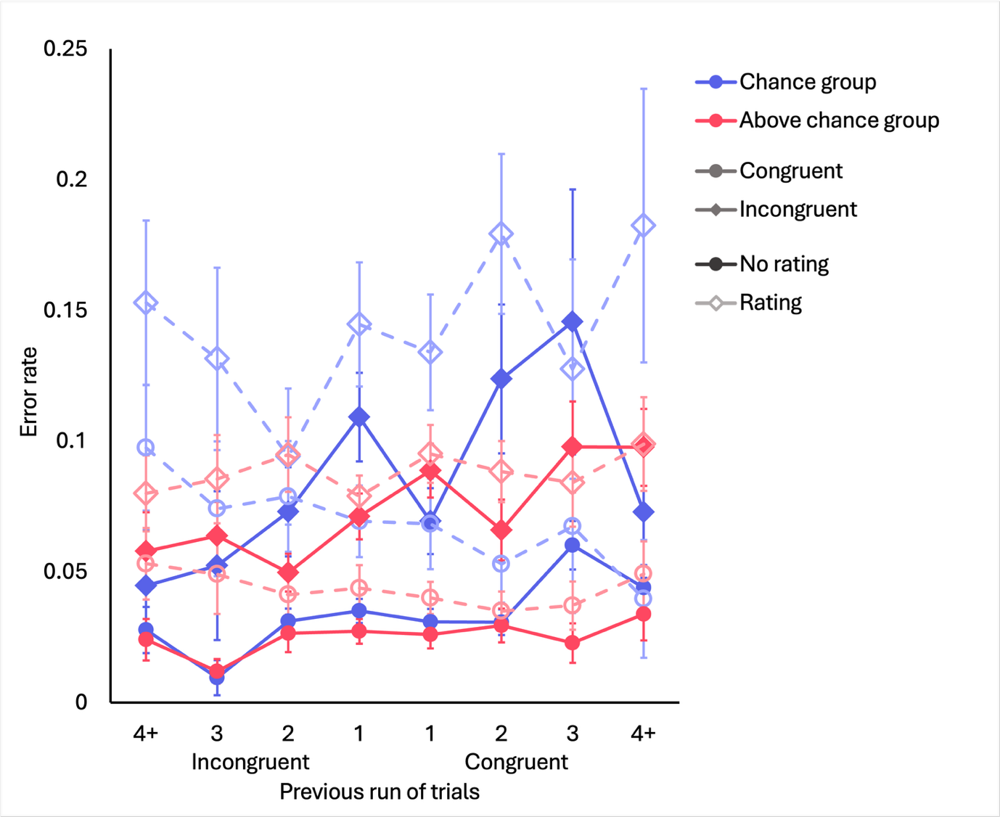 0.25
0.2
0.15
0.1
0.05
0
Error rate
4+ 3 2 1 1 2 3 4+
Incongruent Congruent
Previous run of trials
Chance group
Above chance group
Congruent
Incongruent
No rating
Rating